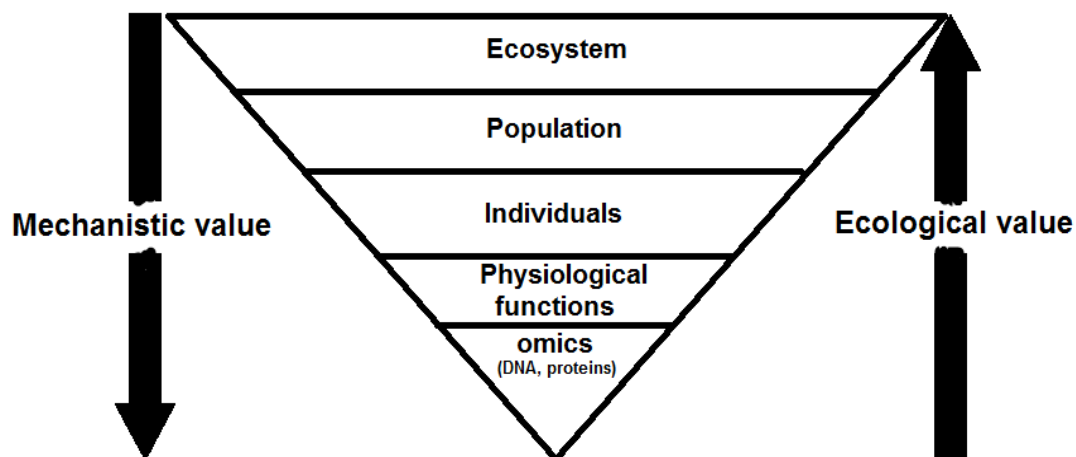 Ecosystem
Population
Individuals
Mechanistic value
Ecological value
Physiological
functions
omics
(DNA, proteins)